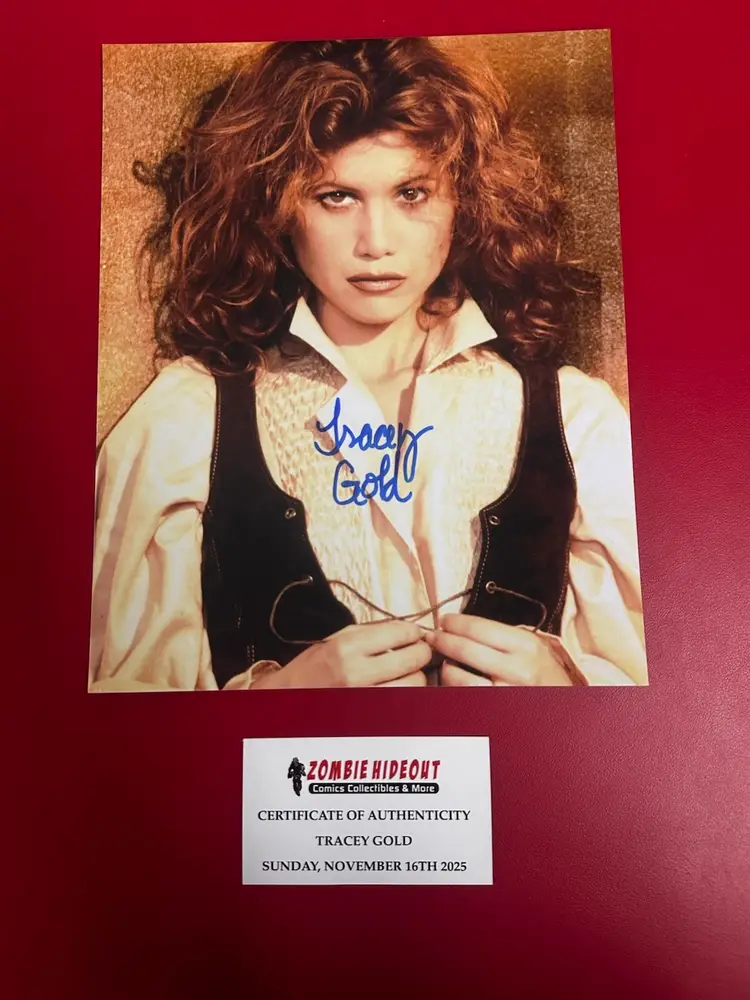 Tracey
Gold
ZOMBIE HIDEOUT
Comics Collectibles & More
CERTIFICATE OF AUTHENTICITY
TRACEY GOLD
SUNDAY, NOVEMBER 16TH 2025